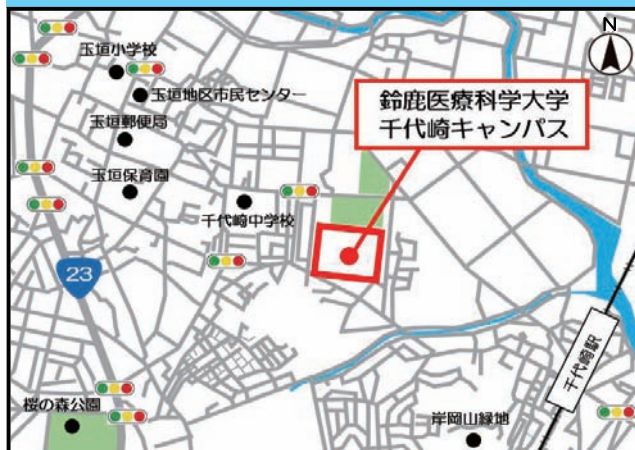 N
玉垣小学校
玉垣地区市民センター
鈴鹿医療科学大学
千代崎キャンパス
玉垣郵便局
玉垣保育園
千代崎中学校
23
千代崎駅
桜の森公園
岸岡山緑地